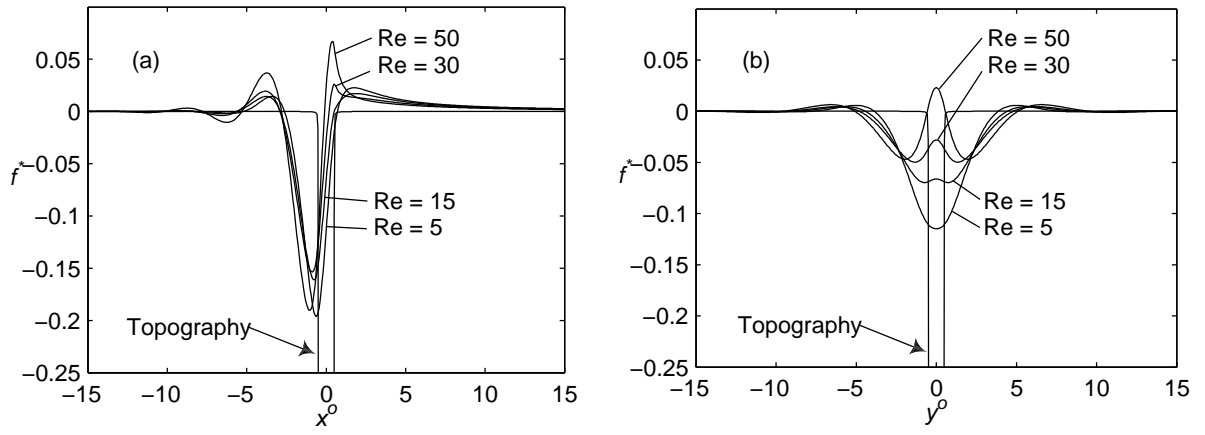 (a)
Re = 50
Re = 30
Re = 15
Re = 5
Topography
f*
0.05
0
−0.05
−0.1
−0.15
−0.2
−0.25
−15 −10 −5 0 5 10 15
x^o
(b)
Re = 50
Re = 30
Re = 15
Re = 5
Topography
f*
0.05
0
−0.05
−0.1
−0.15
−0.2
−0.25
−15 −10 −5 0 5 10 15
y^o